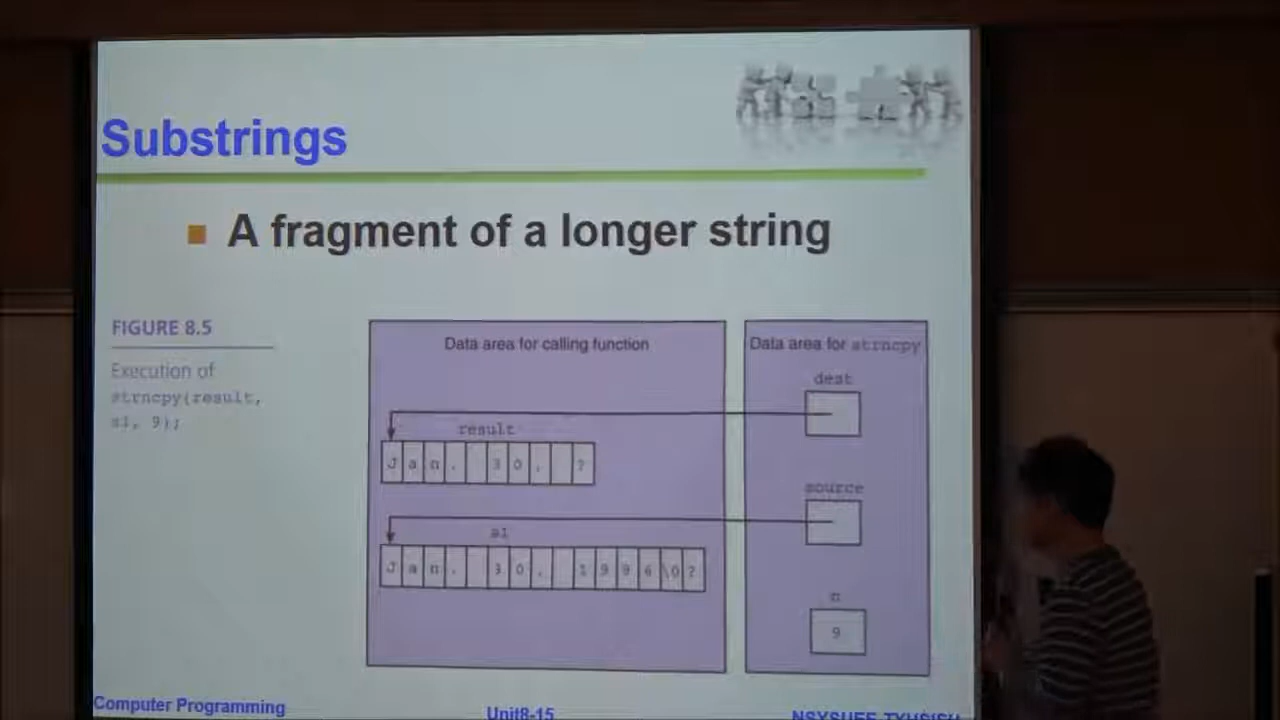 Substrings
A fragment of a longer string
FIGURE 8.5
Execution of
strncpy(result,
s1, 9);
Data area for calling function
result
J a n . 3 0 , ?
s1
J a n . 3 0 , 1 9 9 6 \0 ?
Data area for strncpy
dest
source
n
9
Computer Programming
Unit8-15